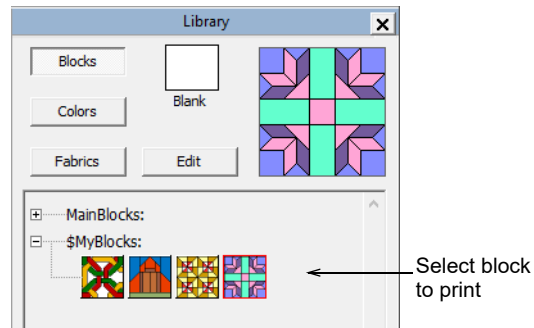 Library
Blocks
Blank
Colors
Fabrics
Edit
MainBlocks:
$MyBlocks:
Select block
to print